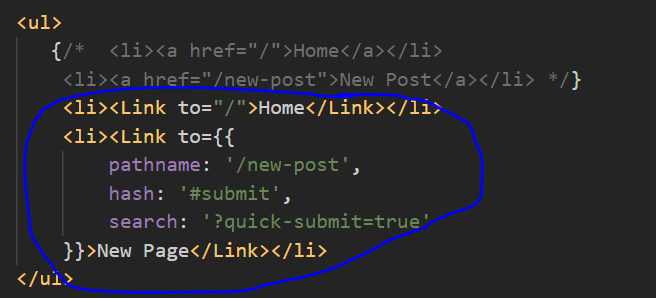 <ul>
{/* <li><a href="/">Home</a></li>
<li><a href="/new-post">New Post</a></li> */}
<li><Link to="/">Home</Link></li>
<li><Link to={{
pathname: '/new-post',
hash: '#submit',
search: '?quick-submit=true'
}}>New Page</Link></li>
</ul>